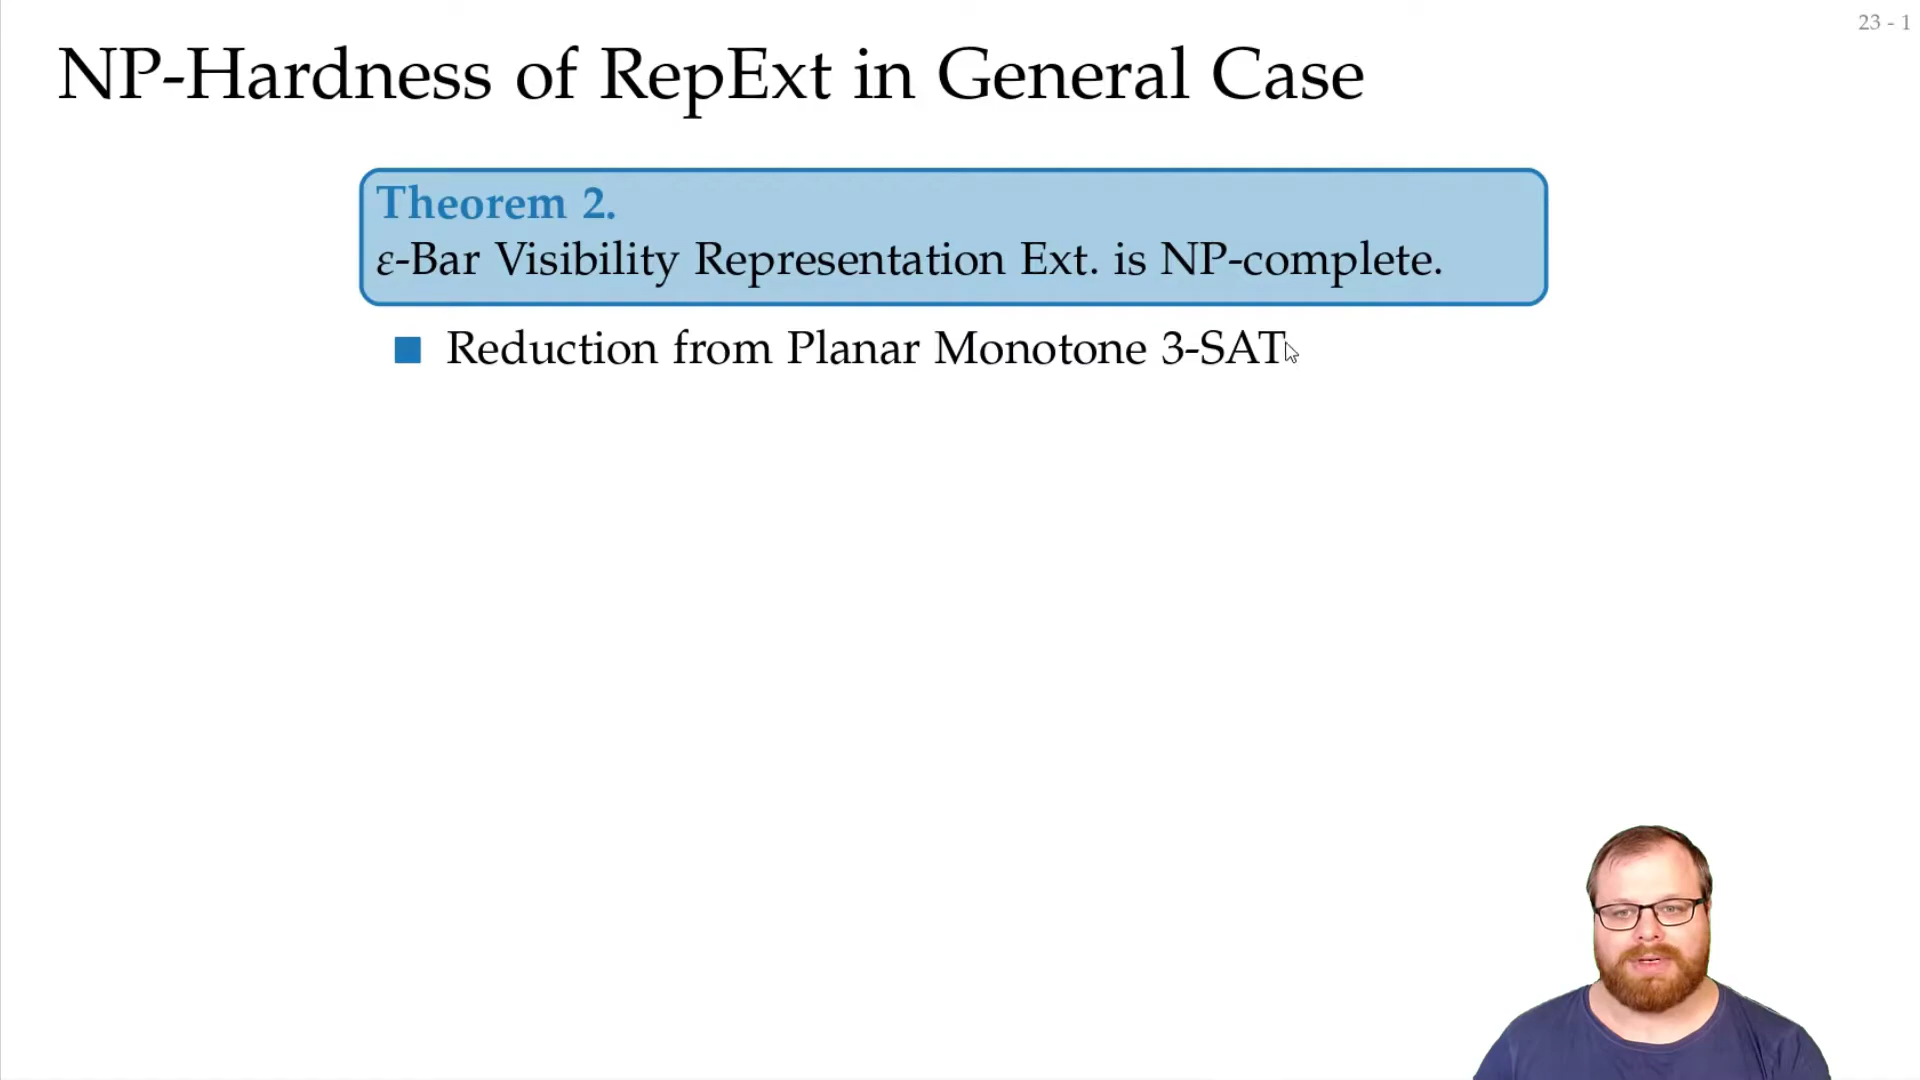 23 - 1
NP-Hardness of RepExt in General Case
Theorem 2.
ε-Bar Visibility Representation Ext. is NP-complete.
Reduction from Planar Monotone 3-SAT